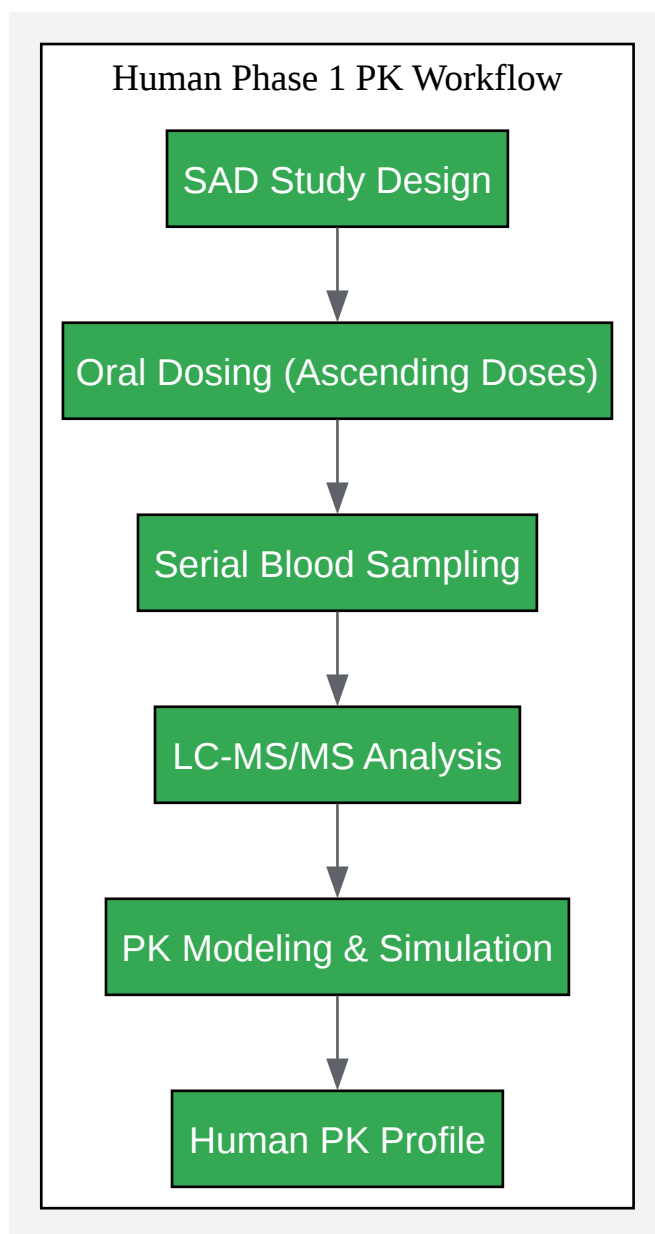 Human Phase 1 PK Workflow
SAD Study Design
Oral Dosing (Ascending Doses)
Serial Blood Sampling
LC-MS/MS Analysis
PK Modeling & Simulation
Human PK Profile